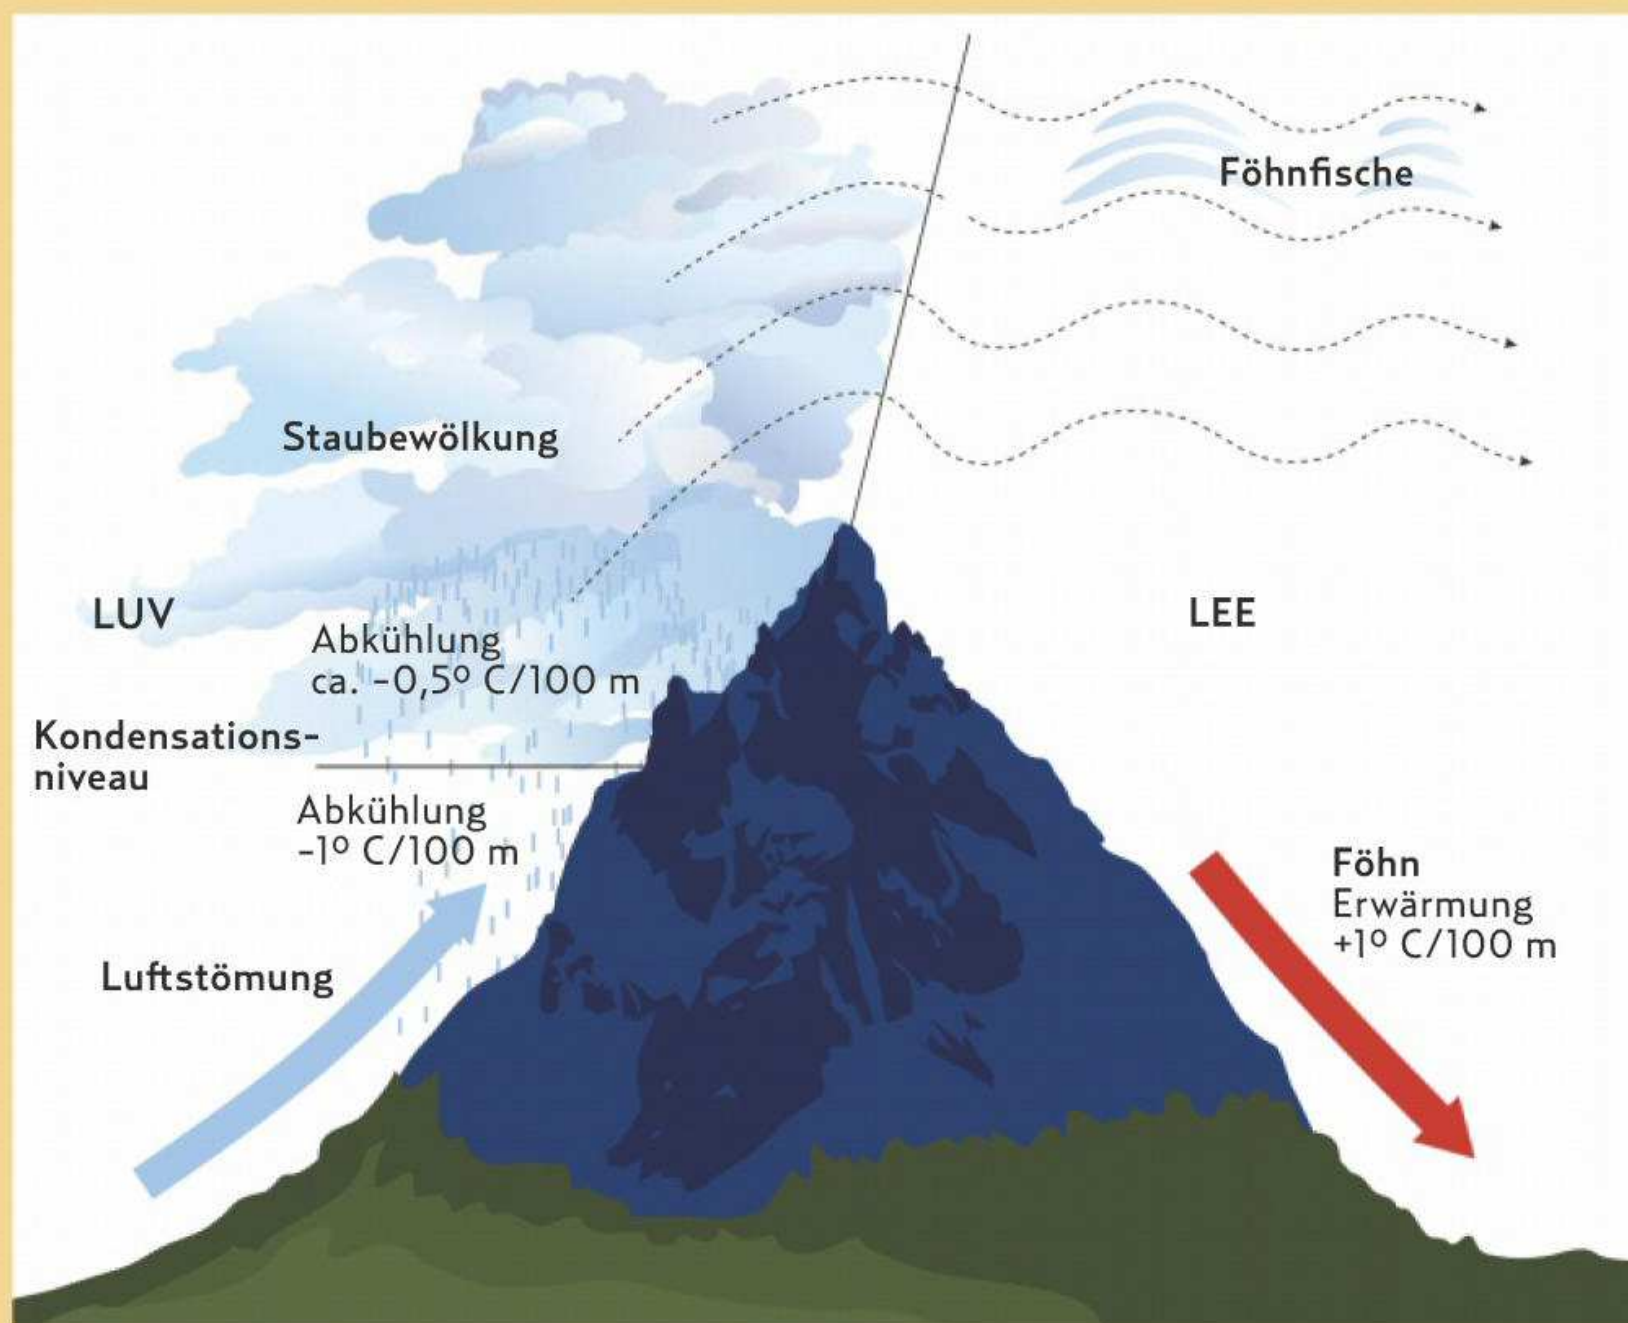 Föhnfische
Staubewölkung
LUV
LEE
Abkühlung
ca. -0,5° C/100 m
Kondensations-
niveau
Abkühlung
-1° C/100 m
Luftstömung
Föhn
Erwärmung
+1° C/100 m